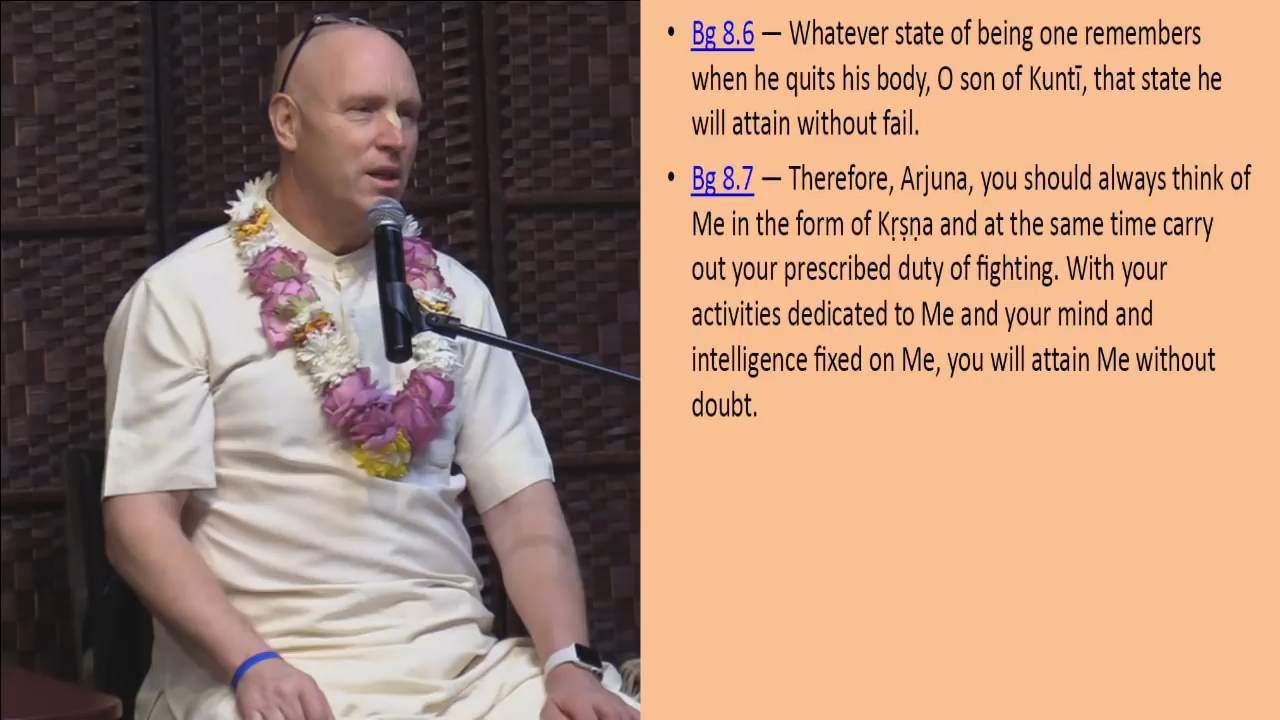 • Bg 8.6 — Whatever state of being one remembers
when he quits his body, O son of Kuntī, that state he
will attain without fail.
• Bg 8.7 — Therefore, Arjuna, you should always think of
Me in the form of Kṛṣṇa and at the same time carry
out your prescribed duty of fighting. With your
activities dedicated to Me and your mind and
intelligence fixed on Me, you will attain Me without
doubt.